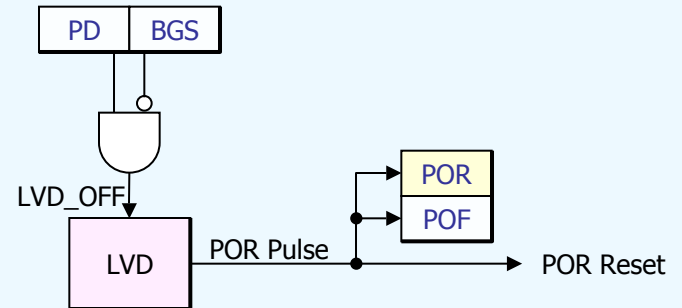 PD BGS
LVD_OFF
POR
POF
LVD
POR Pulse
POR Reset